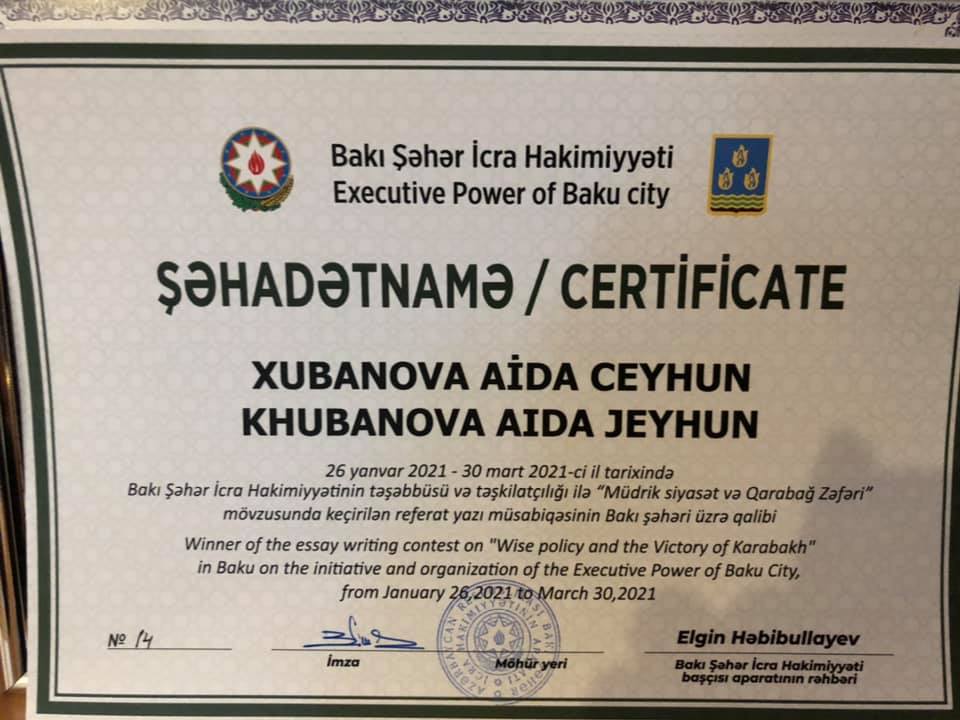 Bakı Şəhər İcra Hakimiyyəti
Executive Power of Baku city
ŞƏHADƏTNAMƏ / CERTİFİCATE
XUBANOVA AİDA CEYHUN
KHUBANOVA AIDA JEYHUN
26 yanvar 2021 - 30 mart 2021-ci il tarixində
Bakı Şəhər İcra Hakimiyyətinin təşəbbüsü və təşkilatçılığı ilə “Müdrik siyasət və Qarabağ Zəfəri”
mövzusunda keçirilən referat yazı müsabiqəsinin Bakı şəhəri üzrə qalibi
Winner of the essay writing contest on "Wise policy and the Victory of Karabakh"
in Baku on the initiative and organization of the Executive Power of Baku City,
from January 26,2021 to March 30,2021
№ 14
İmza
Möhür yeri
Elgin Həbibullayev
Bakı Şəhər İcra Hakimiyyəti
başçısı aparatının rəhbəri